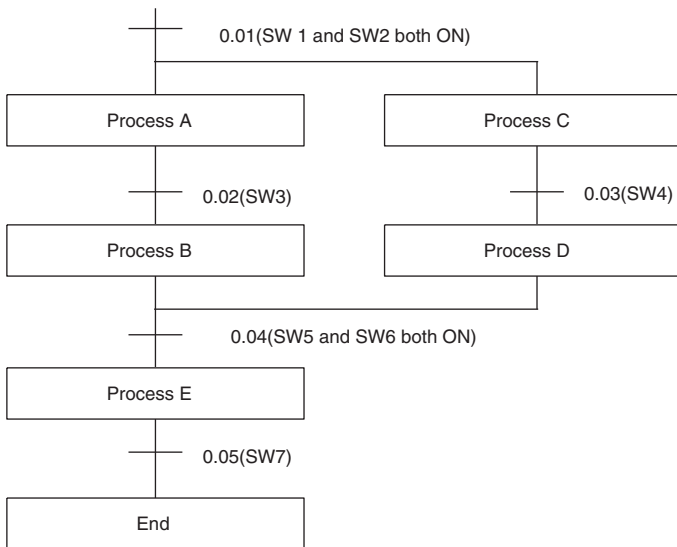 0.01(SW 1 and SW2 both ON)
Process A
Process C
0.02(SW3)
0.03(SW4)
Process B
Process D
0.04(SW5 and SW6 both ON)
Process E
0.05(SW7)
End